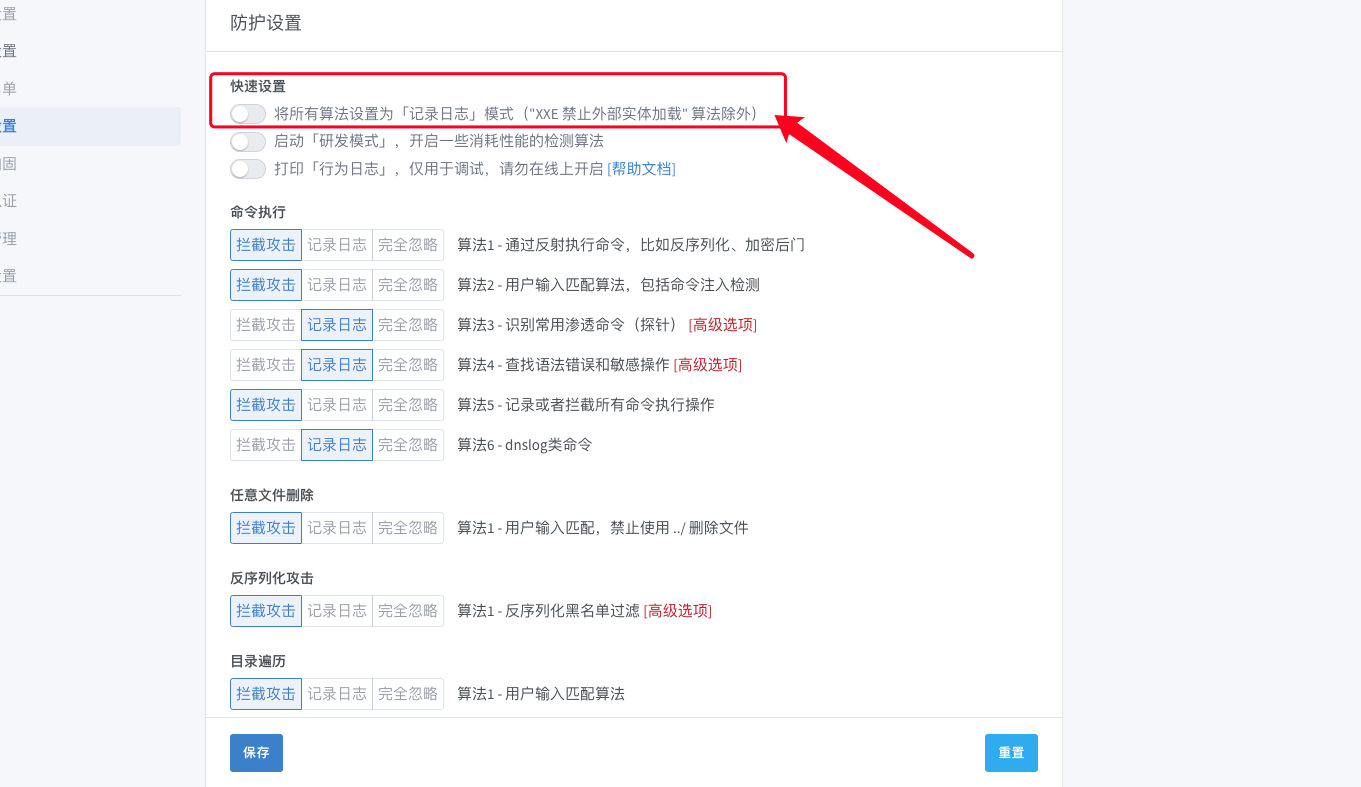 置
防护设置
置
快速设置
单
将所有算法设置为「记录日志」模式（"XXE 禁止外部实体加载" 算法除外）
置
启动「研发模式」，开启一些消耗性能的检测算法
固
打印「行为日志」，仅用于调试，请勿在线上开启 [帮助文档]
证
命令执行
理
拦截攻击 记录日志 完全忽略 算法1 - 通过反射执行命令，比如反序列化、加密后门
置
拦截攻击 记录日志 完全忽略 算法2 - 用户输入匹配算法，包括命令注入检测
拦截攻击 记录日志 完全忽略 算法3 - 识别常用渗透命令（探针） [高级选项]
拦截攻击 记录日志 完全忽略 算法4 - 查找语法错误和敏感操作 [高级选项]
拦截攻击 记录日志 完全忽略 算法5 - 记录或者拦截所有命令执行操作
拦截攻击 记录日志 完全忽略 算法6 - dnslog类命令
任意文件删除
拦截攻击 记录日志 完全忽略 算法1 - 用户输入匹配，禁止使用 ../ 删除文件
反序列化攻击
拦截攻击 记录日志 完全忽略 算法1 - 反序列化黑名单过滤 [高级选项]
目录遍历
拦截攻击 记录日志 完全忽略 算法1 - 用户输入匹配算法
保存 重置